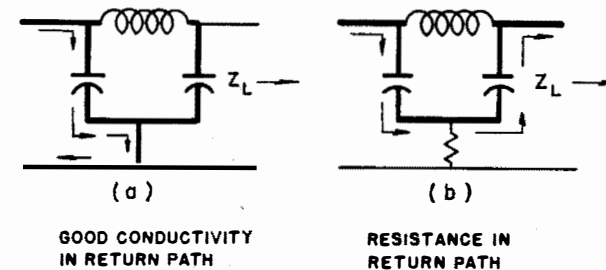 Z_L
Z_L
(a)
(b)
GOOD CONDUCTIVITY
IN RETURN PATH
RESISTANCE IN
RETURN PATH